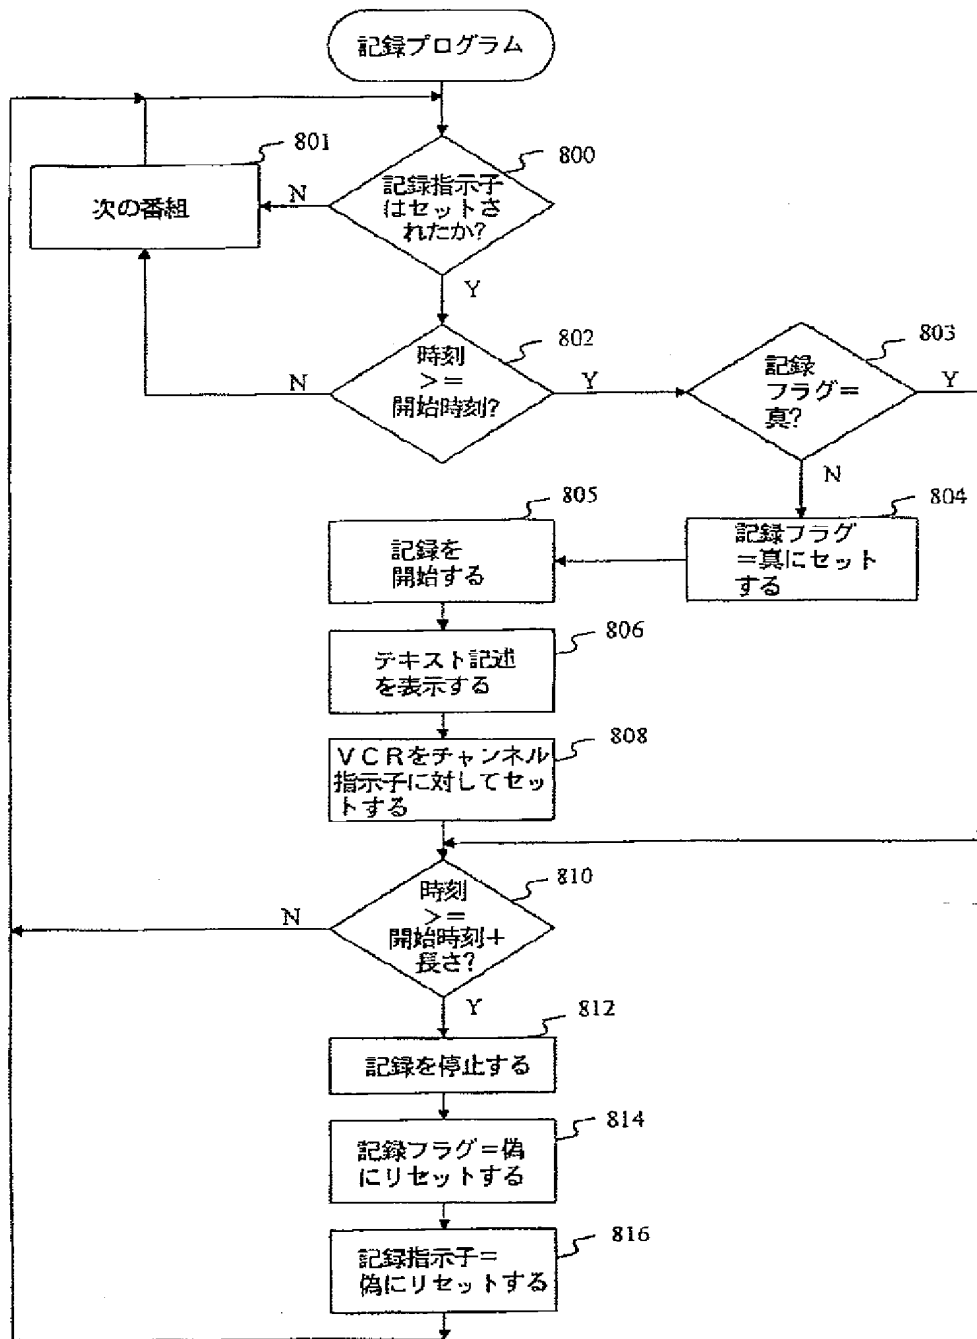 記録プログラム
801
800
次の番組
N
記録指示子
はセットさ
れたか?
Y
802
803
時刻
>=
開始時刻?
N
Y
記録
フラグ=
真?
Y
N
805
804
記録を
開始する
記録フラグ
=真にセット
する
806
テキスト記述
を表示する
808
VCRをチャンネル
指示子に対してセッ
トする
810
時刻
>=
開始時刻+
長さ?
N
Y
812
記録を停止する
814
記録フラグ=偽
にリセットする
816
記録指示子=
偽にリセットする